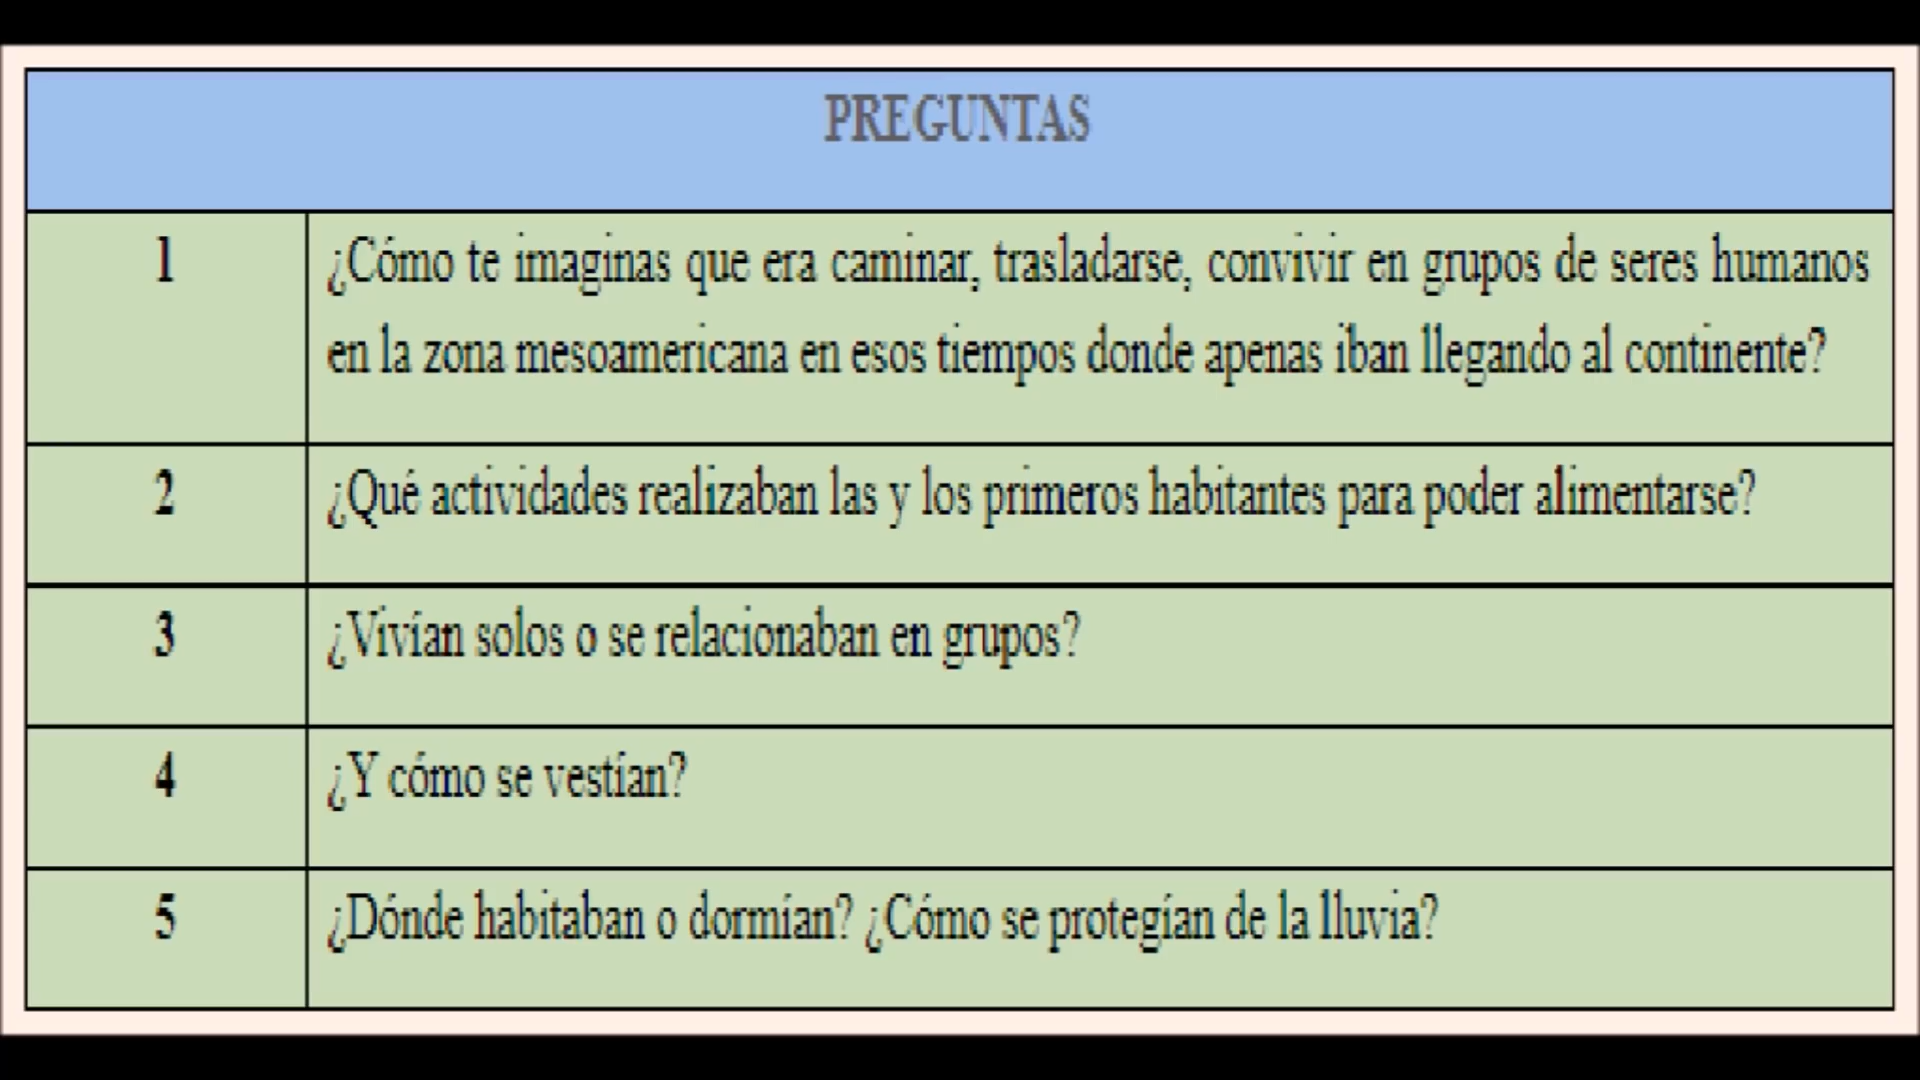 PREGUNTAS
1
¿Cómo te imaginas que era caminar, trasladarse, convivir en grupos de seres humanos
en la zona mesoamericana en esos tiempos donde apenas iban llegando al continente?
2
¿Qué actividades realizaban las y los primeros habitantes para poder alimentarse?
3
¿Vivían solos o se relacionaban en grupos?
4
¿Y cómo se vestían?
5
¿Dónde habitaban o dormían? ¿Cómo se protegían de la lluvia?